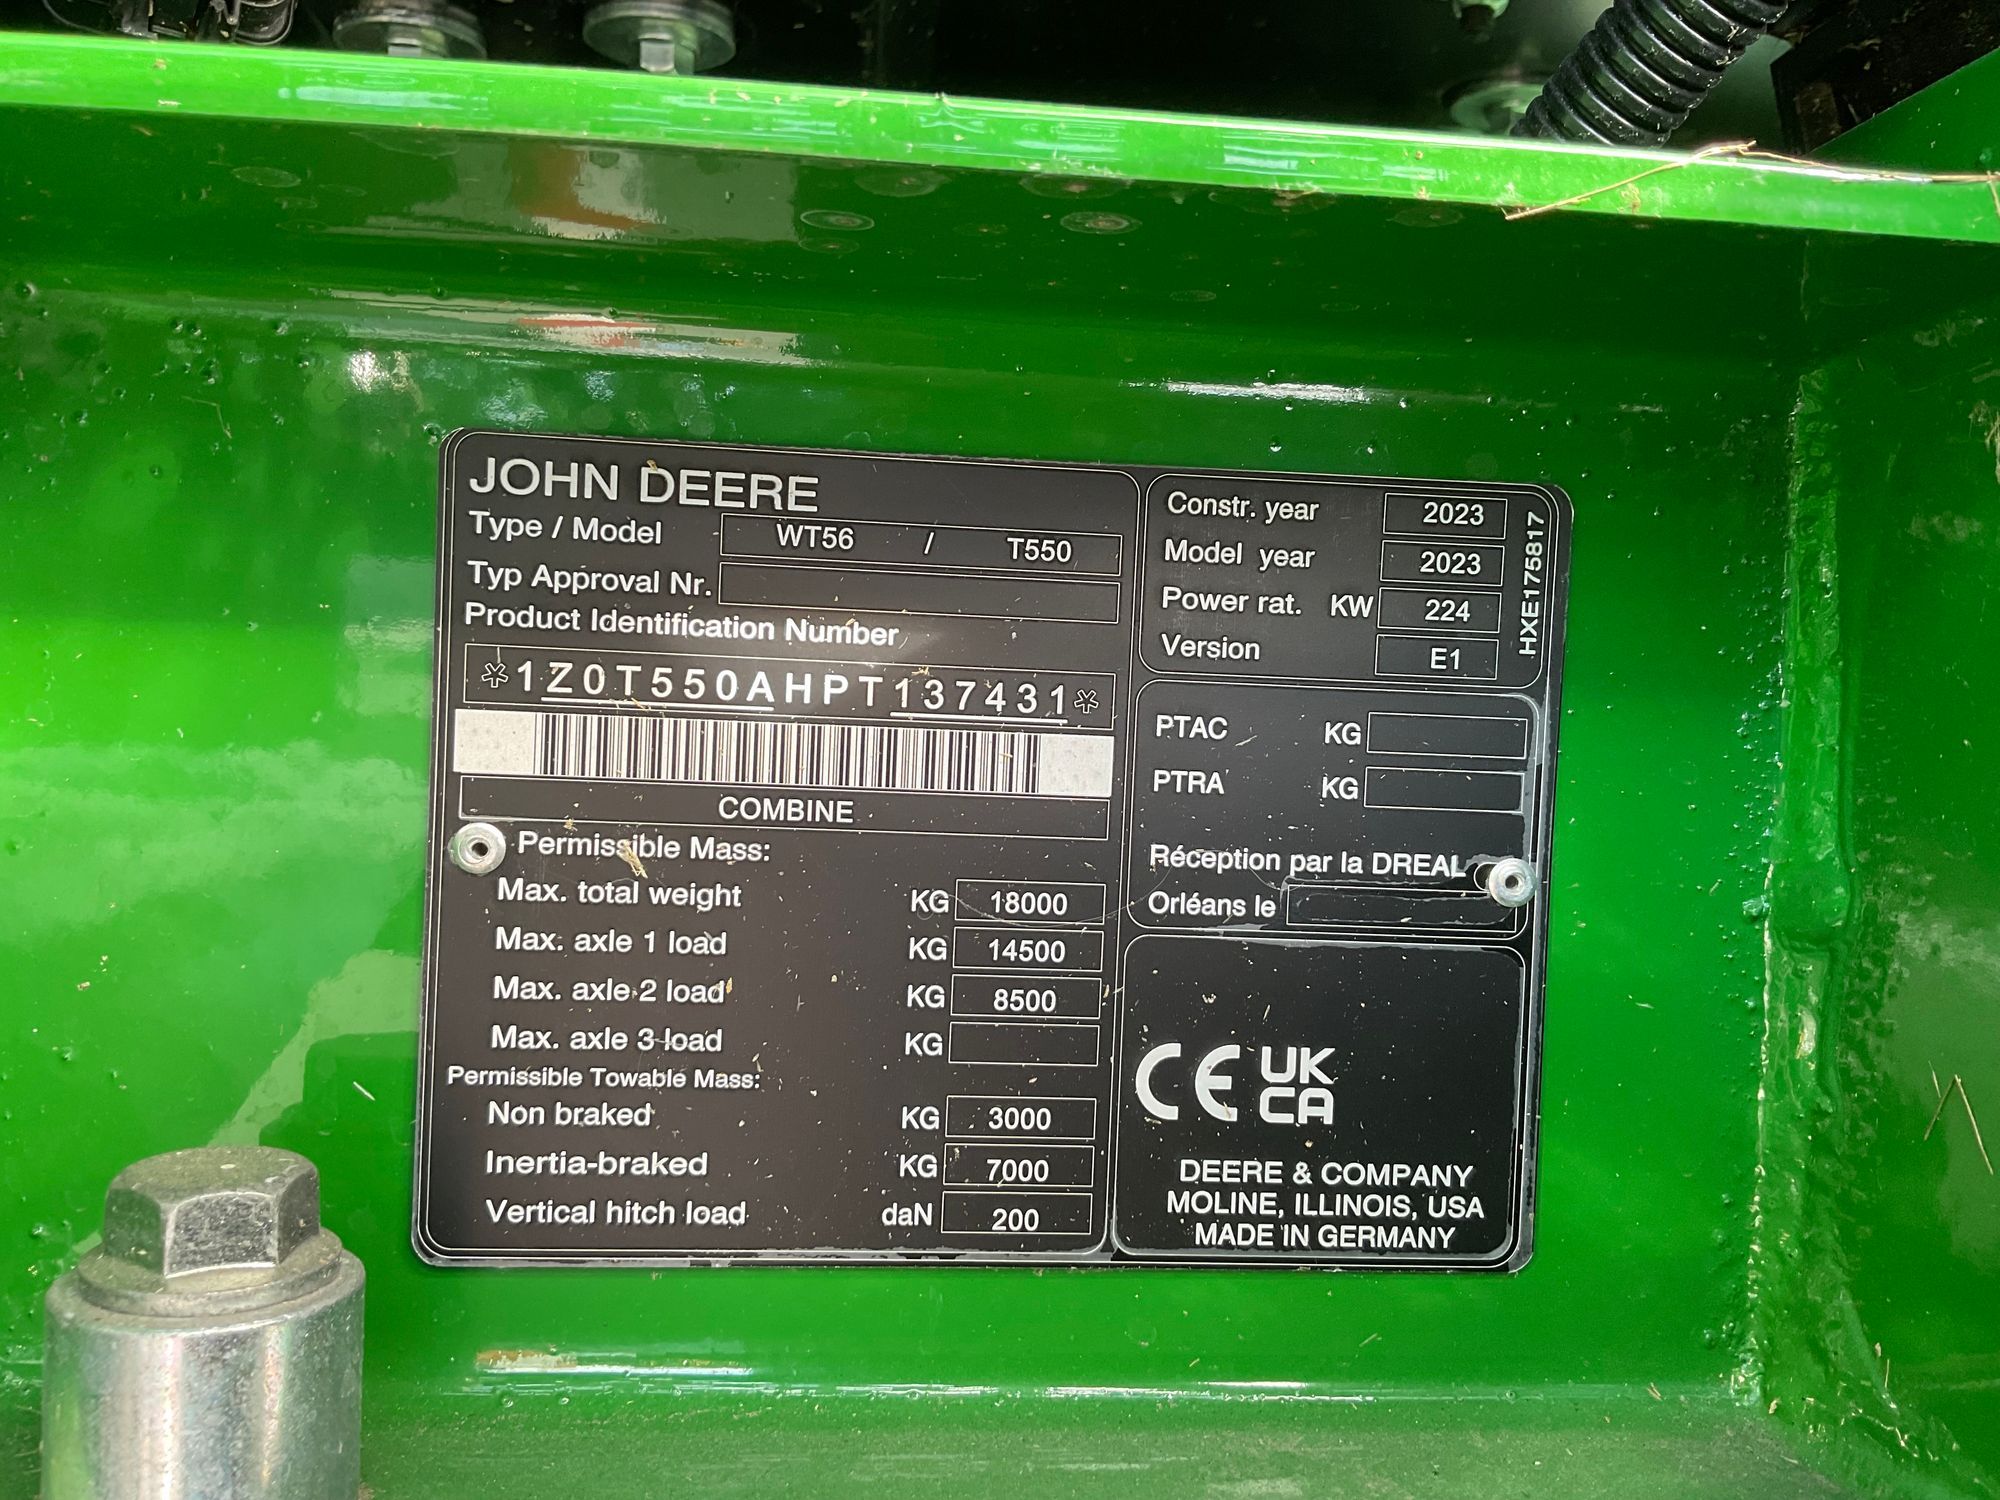 JOHN DEERE
Type / Model WT56 / T550
Typ Approval Nr.
Product Identification Number
*1Z0T550AHPT137431*
COMBINE
Permissible Mass:
Max. total weight KG 18000
Max. axle 1 load KG 14500
Max. axle 2 load KG 8500
Max. axle 3 load KG
Permissible Towable Mass:
Non braked KG 3000
Inertia-braked KG 7000
Vertical hitch load daN 200
Constr. year 2023
Model year 2023
Power rat. KW 224
Version E1
HXE175817
PTAC KG
PTRA KG
Réception par la DREAL
Orléans le
CE UK
CA
DEERE & COMPANY
MOLINE, ILLINOIS, USA
MADE IN GERMANY